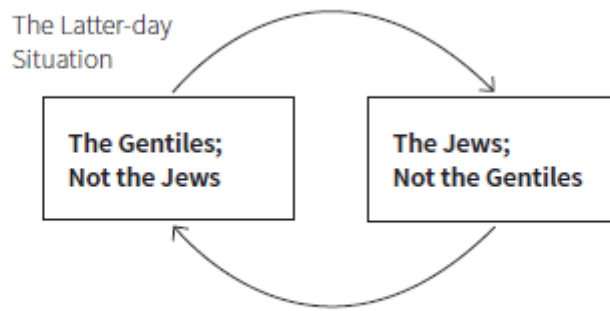 The Latter-day
Situation
The Gentiles;
Not the Jews
The Jews;
Not the Gentiles